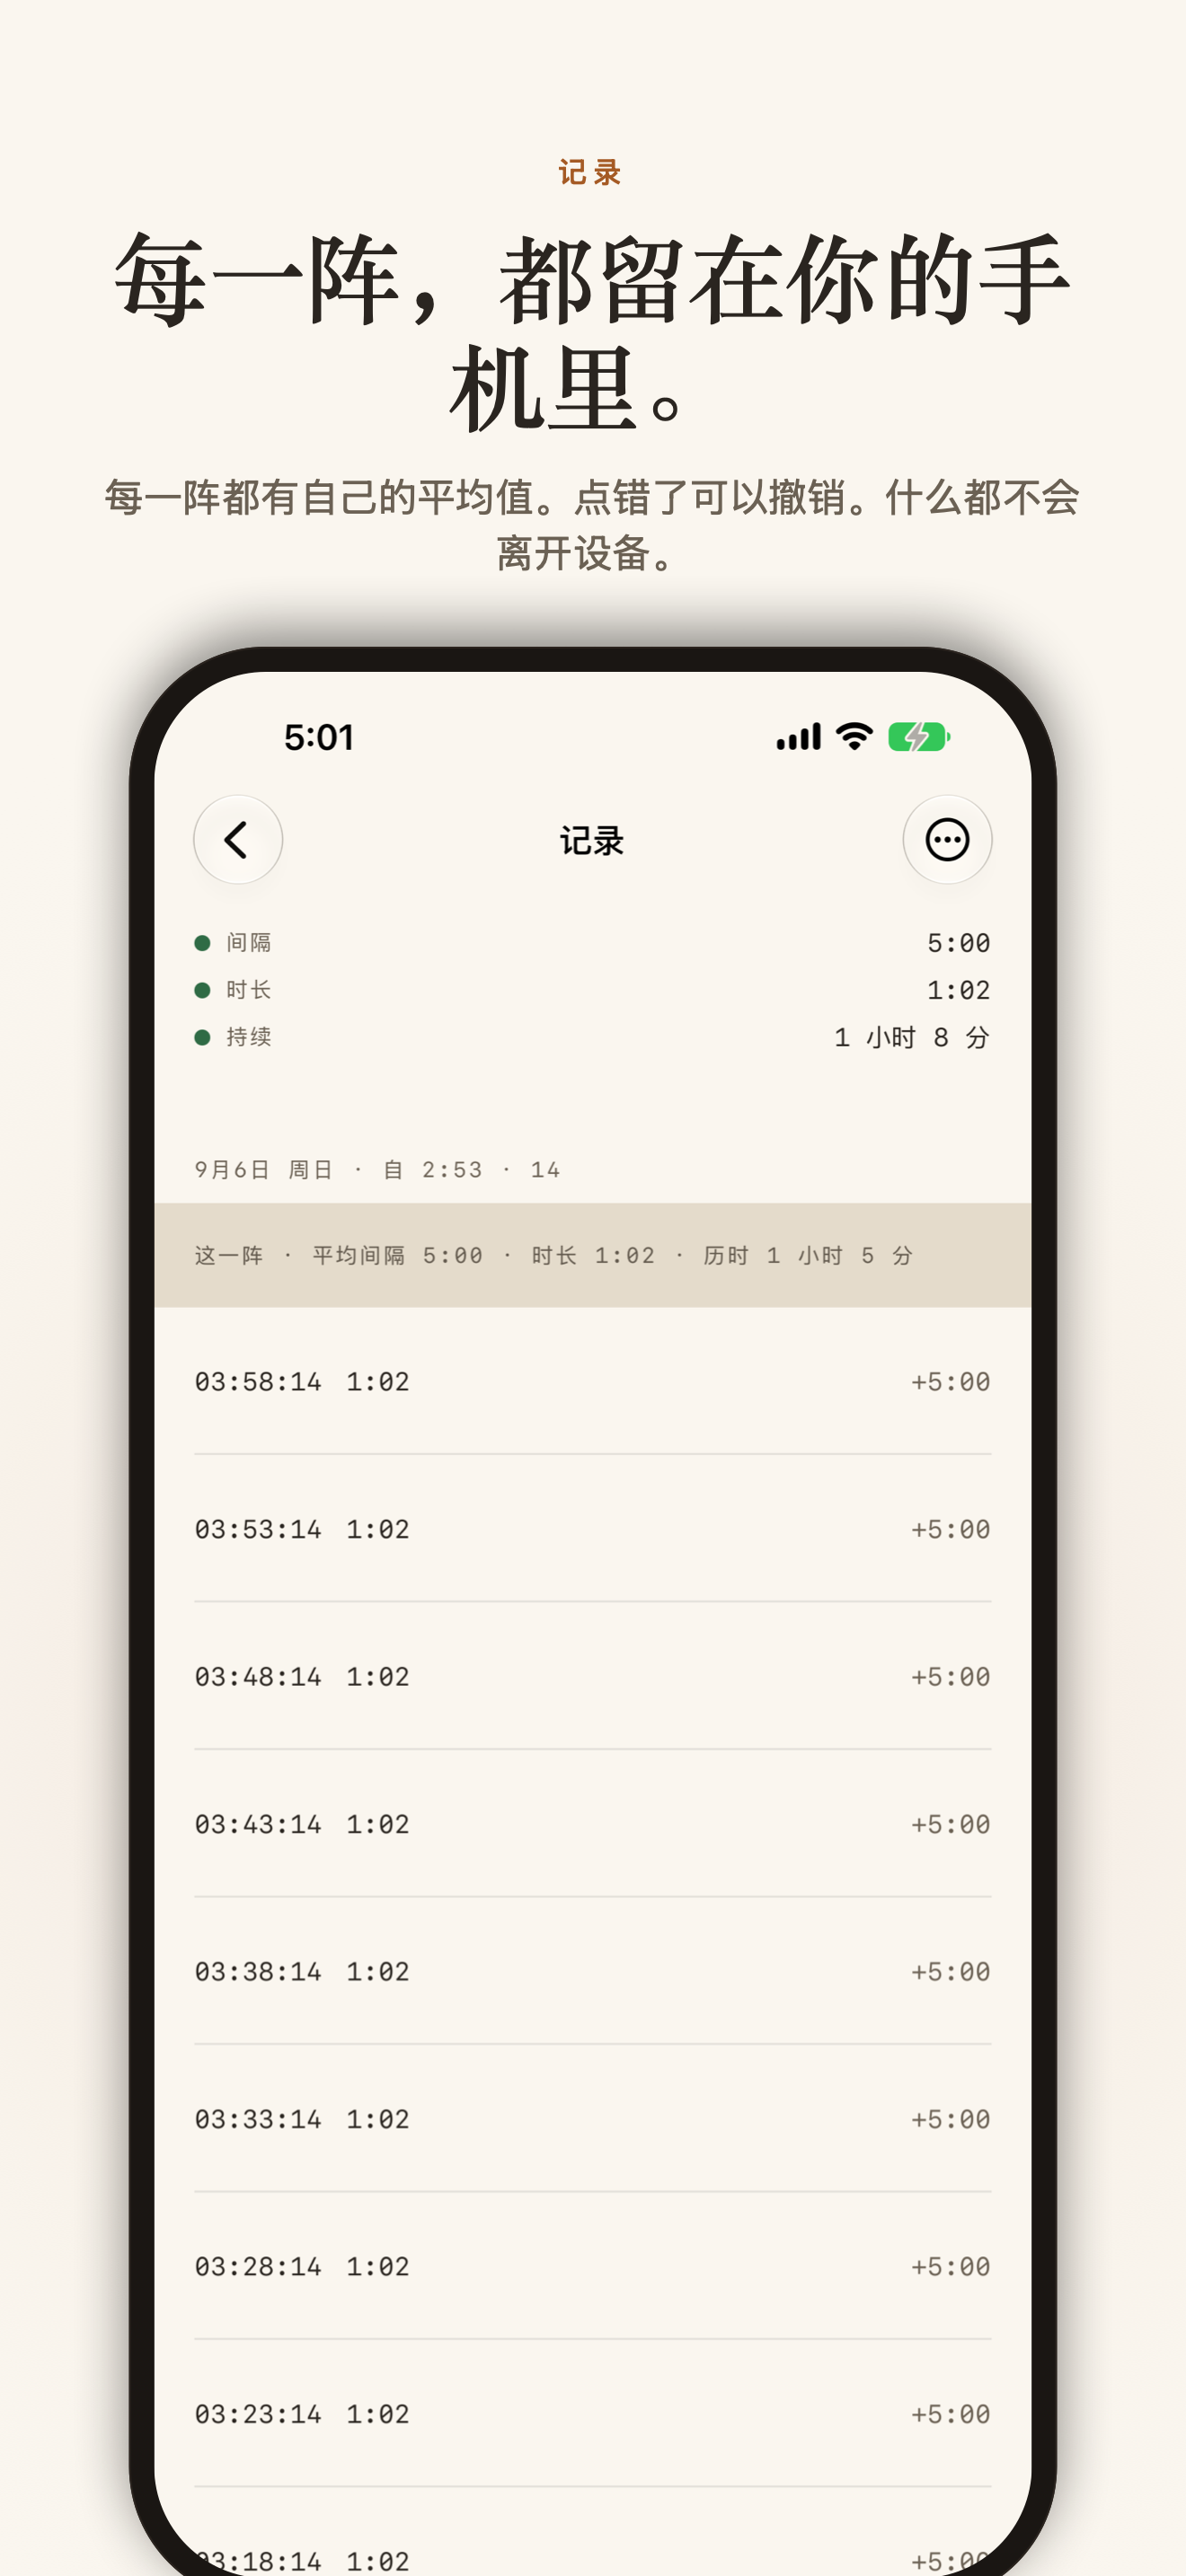 记录
每一阵，都留在你的手
机里。
每一阵都有自己的平均值。点错了可以撤销。什么都不会
离开设备。
5:01
记录
间隔 5:00
时长 1:02
持续 1 小时 8 分
9月6日 周日 · 自 2:53 · 14
这一阵 · 平均间隔 5:00 · 时长 1:02 · 历时 1 小时 5 分
03:58:14 1:02 +5:00
03:53:14 1:02 +5:00
03:48:14 1:02 +5:00
03:43:14 1:02 +5:00
03:38:14 1:02 +5:00
03:33:14 1:02 +5:00
03:28:14 1:02 +5:00
03:23:14 1:02 +5:00
03:18:14 1:02 +5:00